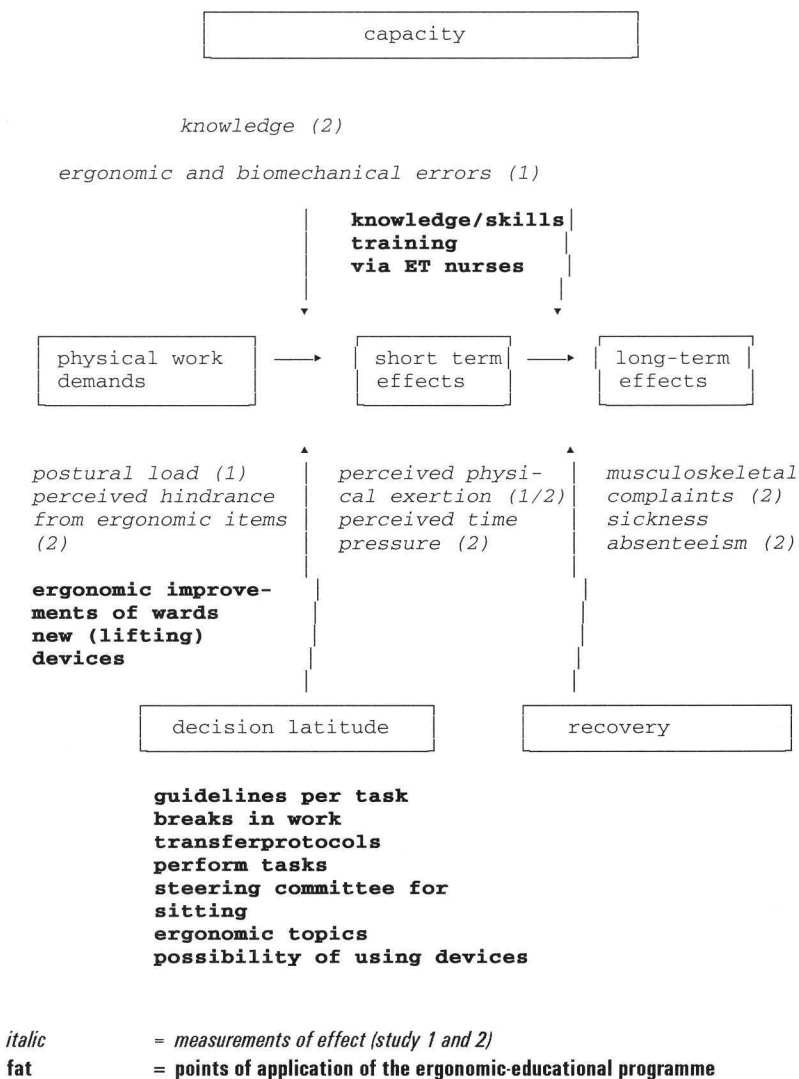 capacity
knowledge (2)
ergonomic and biomechanical errors (1)
knowledge/skills
training
via ET nurses
physical work
demands
short term
effects
long-term
effects
postural load (1)
perceived hindrance
from ergonomic items
(2)
perceived physi-
cal exertion (1/2)
perceived time
pressure (2)
musculoskeletal
complaints (2)
sickness
absenteeism (2)
ergonomic improve-
ments of wards
new (lifting)
devices
decision latitude
recovery
guidelines per task
breaks in work
transferprotocols
perform tasks
steering committee for
sitting
ergonomic topics
possibility of using devices
italic = measurements of effect (study 1 and 2)
fat = points of application of the ergonomic-educational programme